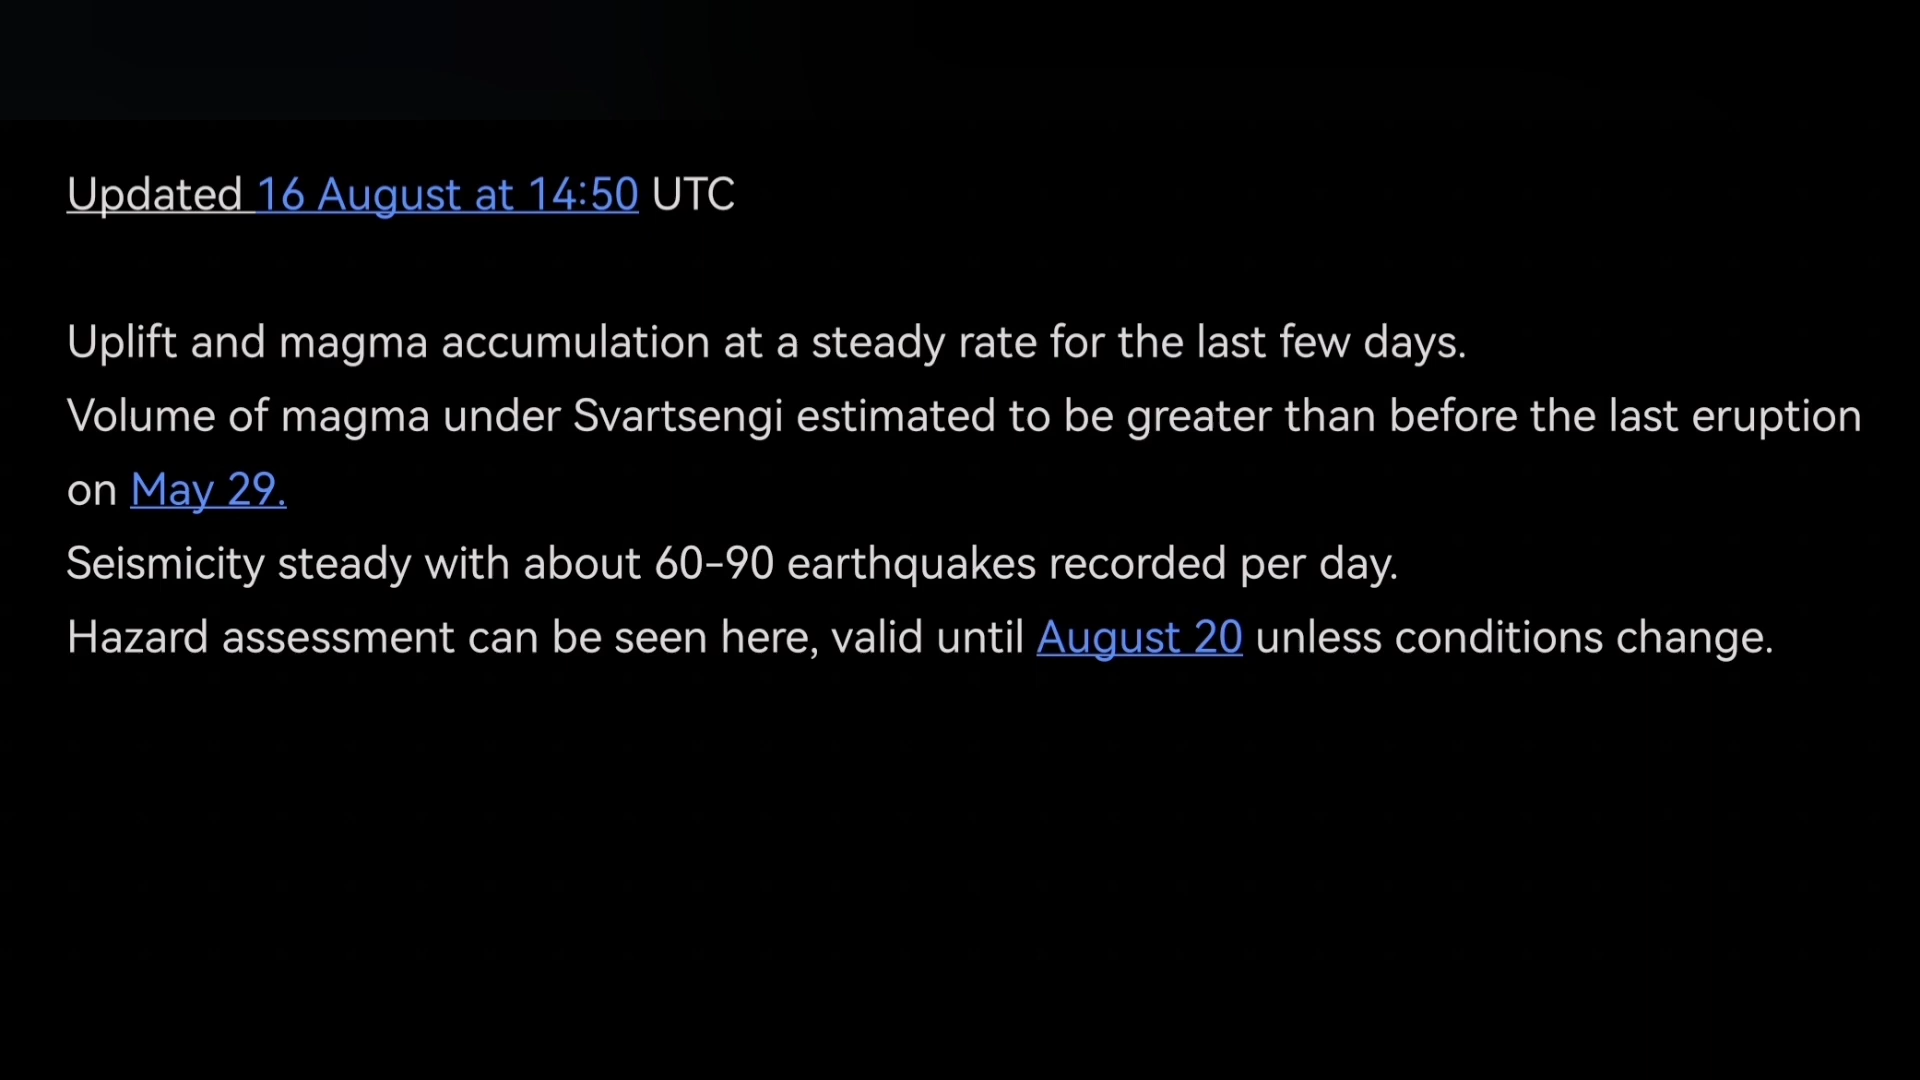 Updated 16 August at 14:50 UTC
Uplift and magma accumulation at a steady rate for the last few days.
Volume of magma under Svartsengi estimated to be greater than before the last eruption
on May 29.
Seismicity steady with about 60-90 earthquakes recorded per day.
Hazard assessment can be seen here, valid until August 20 unless conditions change.